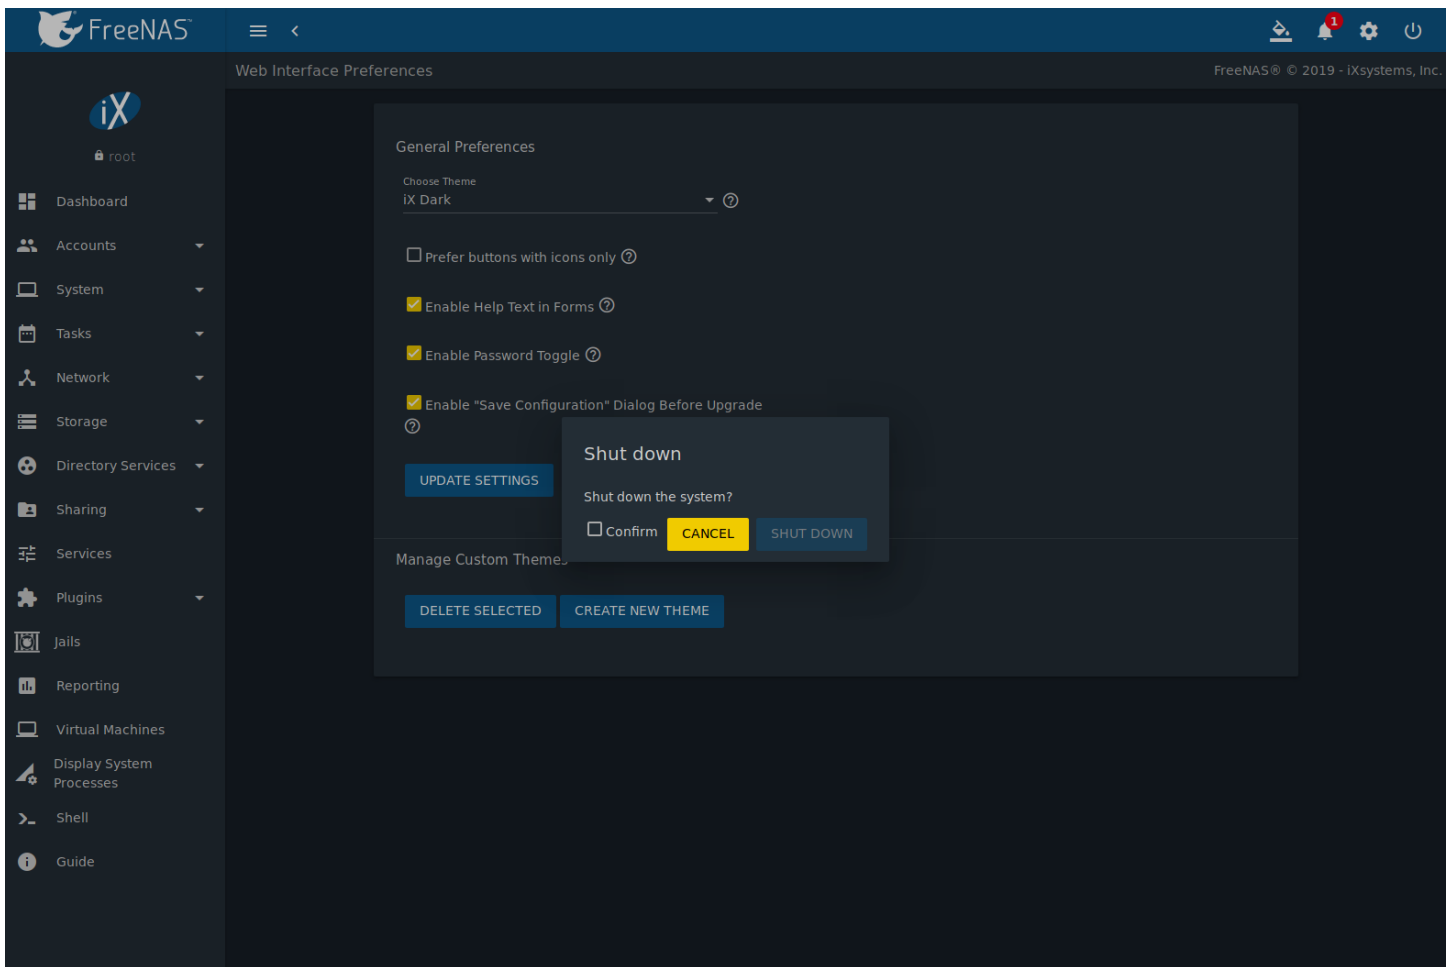 FreeNAS
1
Web Interface Preferences
FreeNAS® © 2019 - iXsystems, Inc.
iX
root
Dashboard
Accounts
System
Tasks
Network
Storage
Directory Services
Sharing
Services
Plugins
Jails
Reporting
Virtual Machines
Display System
Processes
Shell
Guide
General Preferences
Choose Theme
iX Dark
Prefer buttons with icons only
Enable Help Text in Forms
Enable Password Toggle
Enable "Save Configuration" Dialog Before Upgrade
UPDATE SETTINGS
Shut down
Shut down the system?
Confirm CANCEL SHUT DOWN
Manage Custom Themes
DELETE SELECTED CREATE NEW THEME